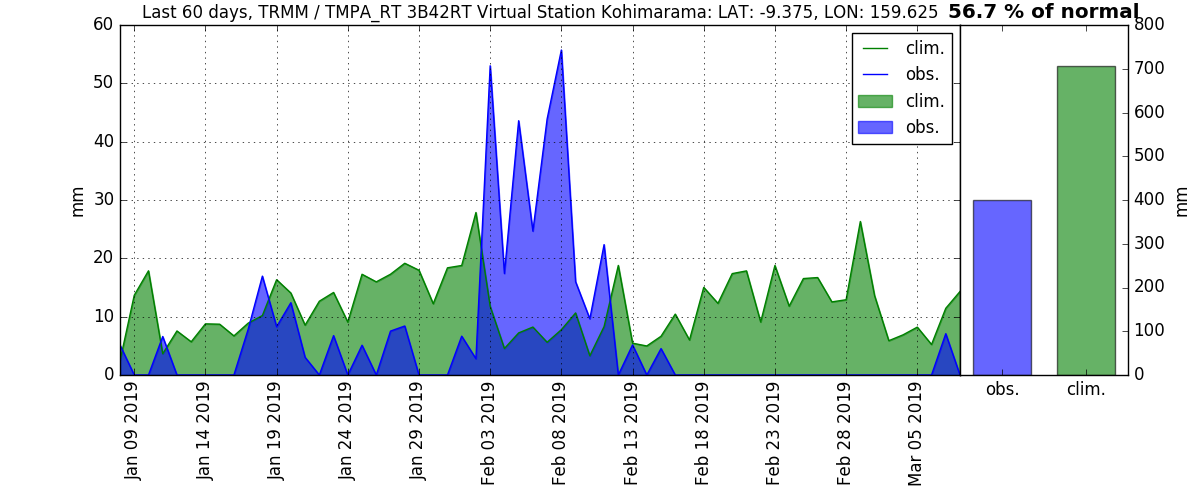 Last 60 days, TRMM / TMPA_RT 3B42RT Virtual Station Kohimarama: LAT: -9.375, LON: 159.625 56.7 % of normal
60
50
40
30
20
10
0
mm
clim.
obs.
clim.
obs.
Jan 09 2019
Jan 14 2019
Jan 19 2019
Jan 24 2019
Jan 29 2019
Feb 03 2019
Feb 08 2019
Feb 13 2019
Feb 18 2019
Feb 23 2019
Feb 28 2019
Mar 05 2019
800
700
600
500
400
300
200
100
0
mm
obs. clim.